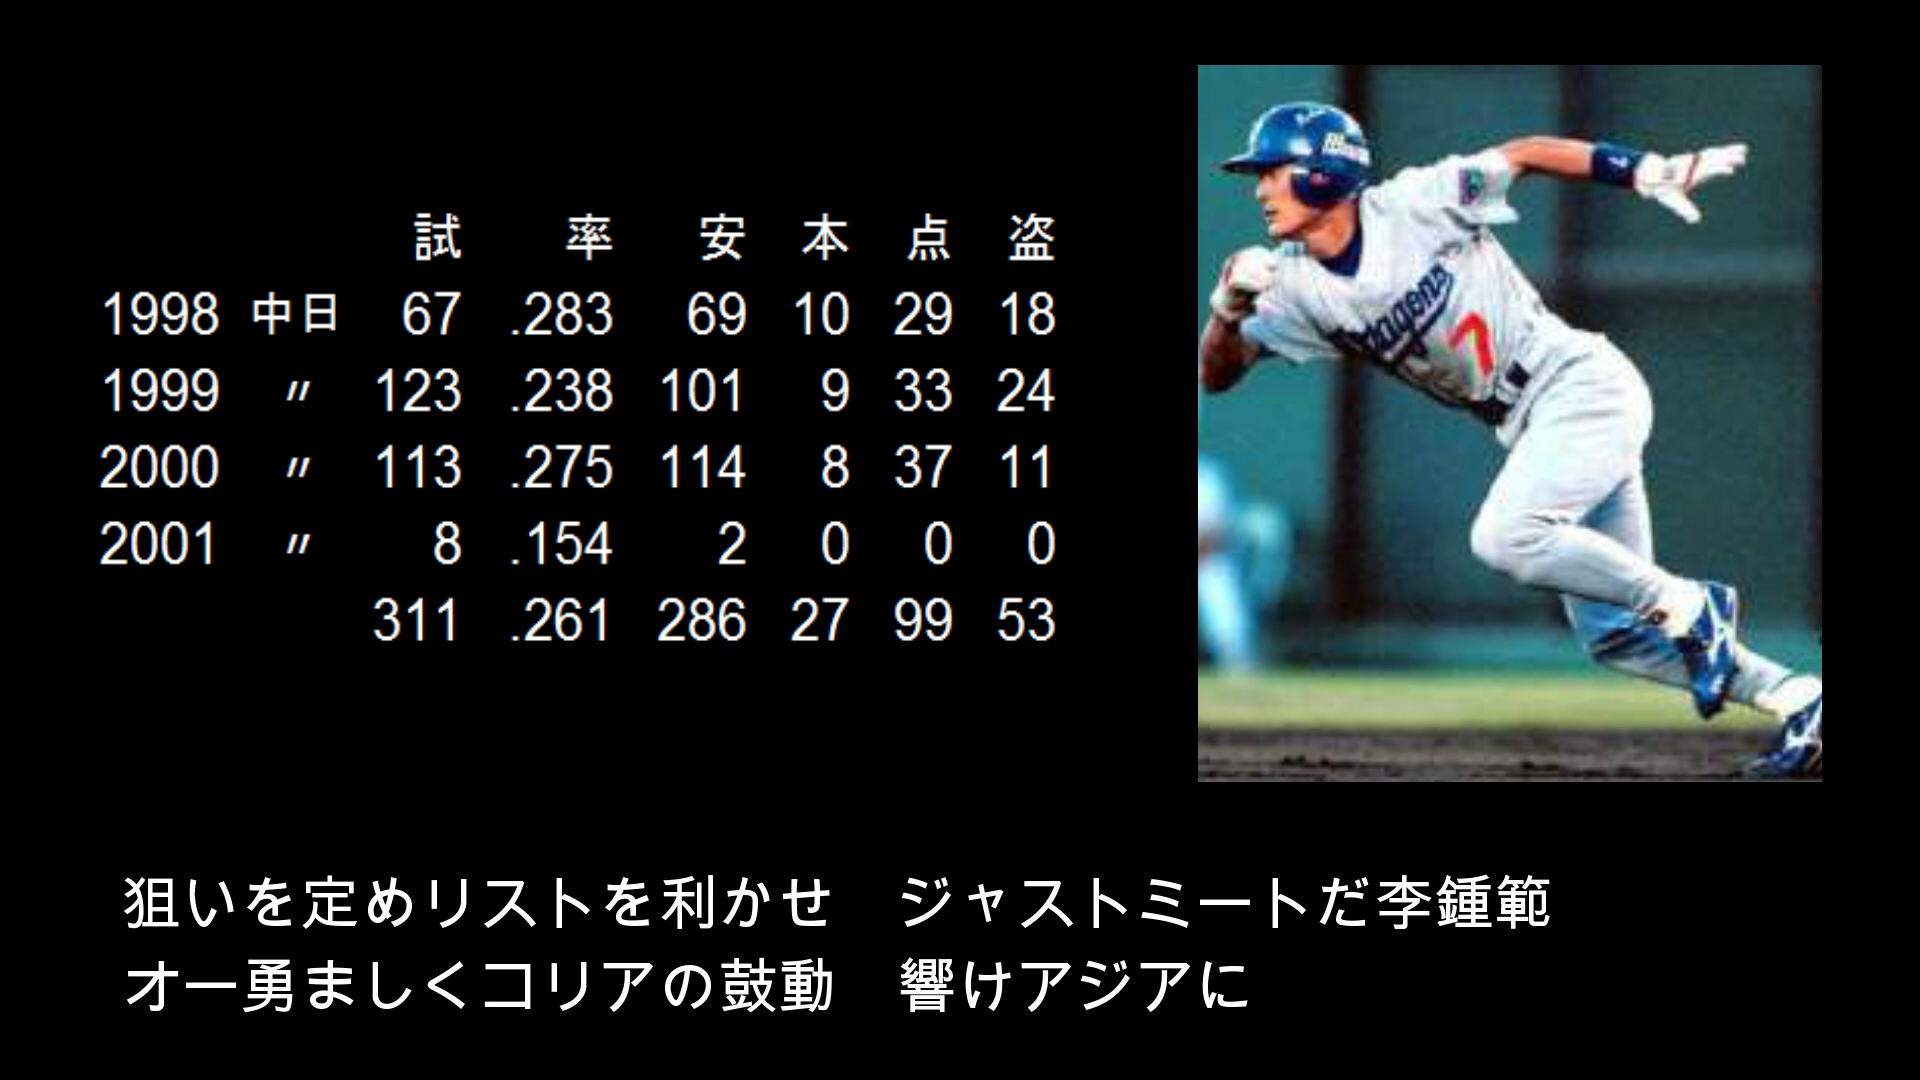 試 率 安 本 点 盗
1998 中日 67 .283 69 10 29 18
1999 〃 123 .238 101 9 33 24
2000 〃 113 .275 114 8 37 11
2001 〃 8 .154 2 0 0 0
311 .261 286 27 99 53
Dragons
7
狙いを定めリストを利かせ　ジャストミートだ李鍾範
オー勇ましくコリアの鼓動　響けアジアに